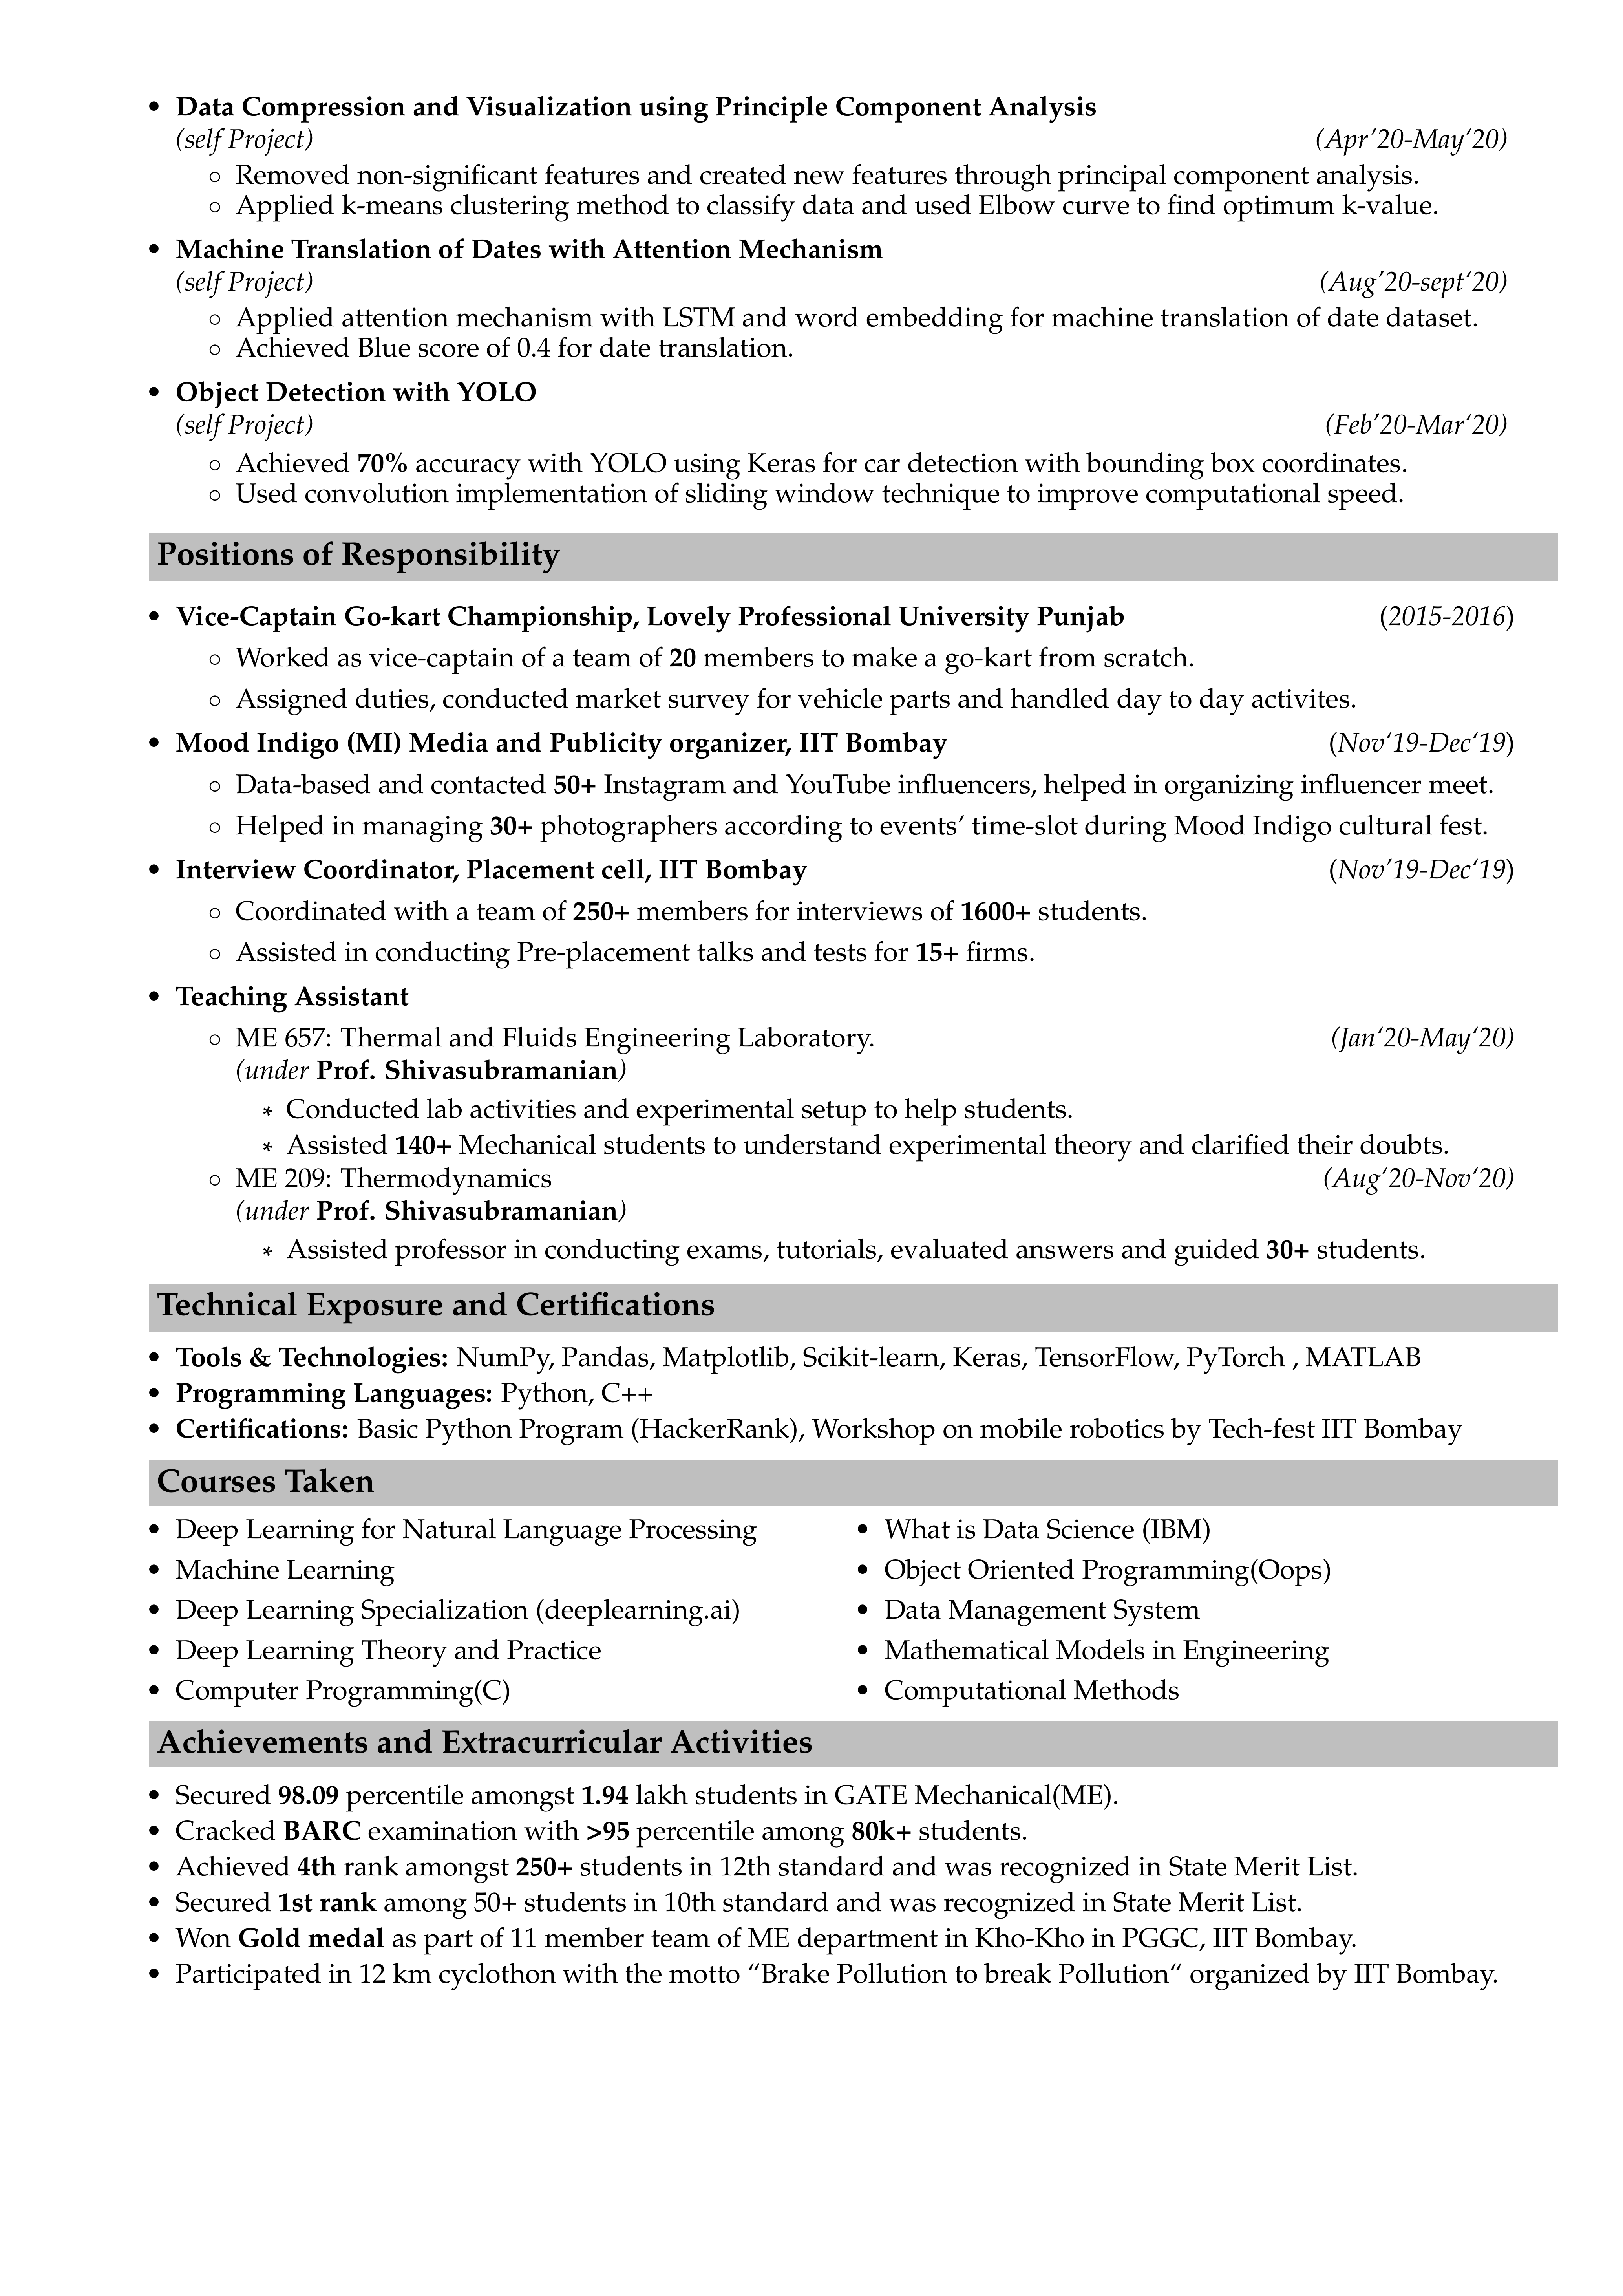 • Data Compression and Visualization using Principle Component Analysis
(self Project) (Apr’20-May‘20)
◦ Removed non-significant features and created new features through principal component analysis.
◦ Applied k-means clustering method to classify data and used Elbow curve to find optimum k-value.
• Machine Translation of Dates with Attention Mechanism
(self Project) (Aug’20-sept‘20)
◦ Applied attention mechanism with LSTM and word embedding for machine translation of date dataset.
◦ Achieved Blue score of 0.4 for date translation.
• Object Detection with YOLO
(self Project) (Feb’20-Mar‘20)
◦ Achieved 70% accuracy with YOLO using Keras for car detection with bounding box coordinates.
◦ Used convolution implementation of sliding window technique to improve computational speed.
Positions of Responsibility
• Vice-Captain Go-kart Championship, Lovely Professional University Punjab (2015-2016)
◦ Worked as vice-captain of a team of 20 members to make a go-kart from scratch.
◦ Assigned duties, conducted market survey for vehicle parts and handled day to day activites.
• Mood Indigo (MI) Media and Publicity organizer, IIT Bombay (Nov‘19-Dec‘19)
◦ Data-based and contacted 50+ Instagram and YouTube influencers, helped in organizing influencer meet.
◦ Helped in managing 30+ photographers according to events’ time-slot during Mood Indigo cultural fest.
• Interview Coordinator, Placement cell, IIT Bombay (Nov’19-Dec‘19)
◦ Coordinated with a team of 250+ members for interviews of 1600+ students.
◦ Assisted in conducting Pre-placement talks and tests for 15+ firms.
• Teaching Assistant
◦ ME 657: Thermal and Fluids Engineering Laboratory. (Jan‘20-May‘20)
(under Prof. Shivasubramanian)
* Conducted lab activities and experimental setup to help students.
* Assisted 140+ Mechanical students to understand experimental theory and clarified their doubts.
◦ ME 209: Thermodynamics (Aug‘20-Nov‘20)
(under Prof. Shivasubramanian)
* Assisted professor in conducting exams, tutorials, evaluated answers and guided 30+ students.
Technical Exposure and Certifications
• Tools & Technologies: NumPy, Pandas, Matplotlib, Scikit-learn, Keras, TensorFlow, PyTorch , MATLAB
• Programming Languages: Python, C++
• Certifications: Basic Python Program (HackerRank), Workshop on mobile robotics by Tech-fest IIT Bombay
Courses Taken
• Deep Learning for Natural Language Processing
• Machine Learning
• Deep Learning Specialization (deeplearning.ai)
• Deep Learning Theory and Practice
• Computer Programming(C)
• What is Data Science (IBM)
• Object Oriented Programming(Oops)
• Data Management System
• Mathematical Models in Engineering
• Computational Methods
Achievements and Extracurricular Activities
• Secured 98.09 percentile amongst 1.94 lakh students in GATE Mechanical(ME).
• Cracked BARC examination with >95 percentile among 80k+ students.
• Achieved 4th rank amongst 250+ students in 12th standard and was recognized in State Merit List.
• Secured 1st rank among 50+ students in 10th standard and was recognized in State Merit List.
• Won Gold medal as part of 11 member team of ME department in Kho-Kho in PGGC, IIT Bombay.
• Participated in 12 km cyclothon with the motto “Brake Pollution to break Pollution“ organized by IIT Bombay.